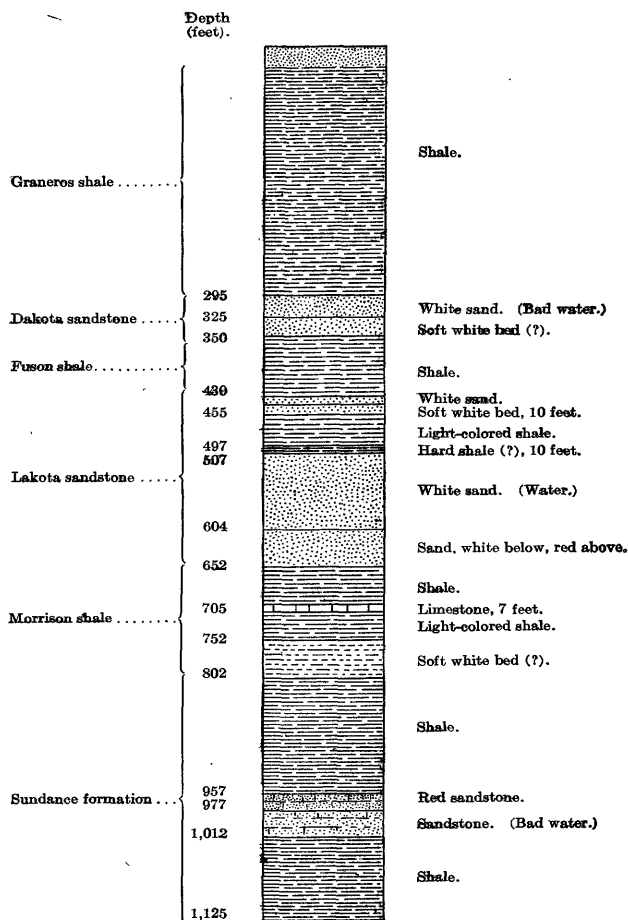 Depth
(feet).
Shale.
Graneros shale . . . . . . . .
295
White sand. (Bad water.)
Dakota sandstone . . . . . 325
Soft white bed (?).
350
Fuson shale. . . . . . . . . . .
Shale.
430
White sand.
455 Soft white bed, 10 feet.
Light-colored shale.
497 Hard shale (?), 10 feet.
507
Lakota sandstone . . . . . .
White sand. (Water.)
604
Sand, white below, red above.
652
Shale.
705 Limestone, 7 feet.
Morrison shale . . . . . . . . Light-colored shale.
752
Soft white bed (?).
802
Shale.
957
Sundance formation . . . . Red sandstone.
977
Sandstone. (Bad water.)
1,012
Shale.
1,125